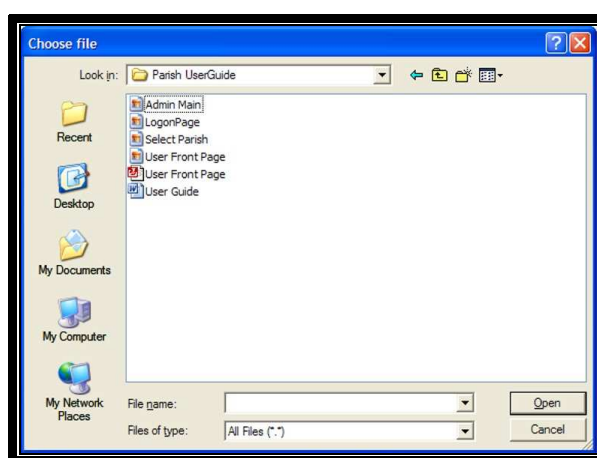 Choose file
Look in: Parish UserGuide
Admin Main
LogonPage
Select Parish
User Front Page
User Front Page
User Guide
Recent
Desktop
My Documents
My Computer
My Network
Places
File name:
Open
Files of type: All Files (*.*)
Cancel